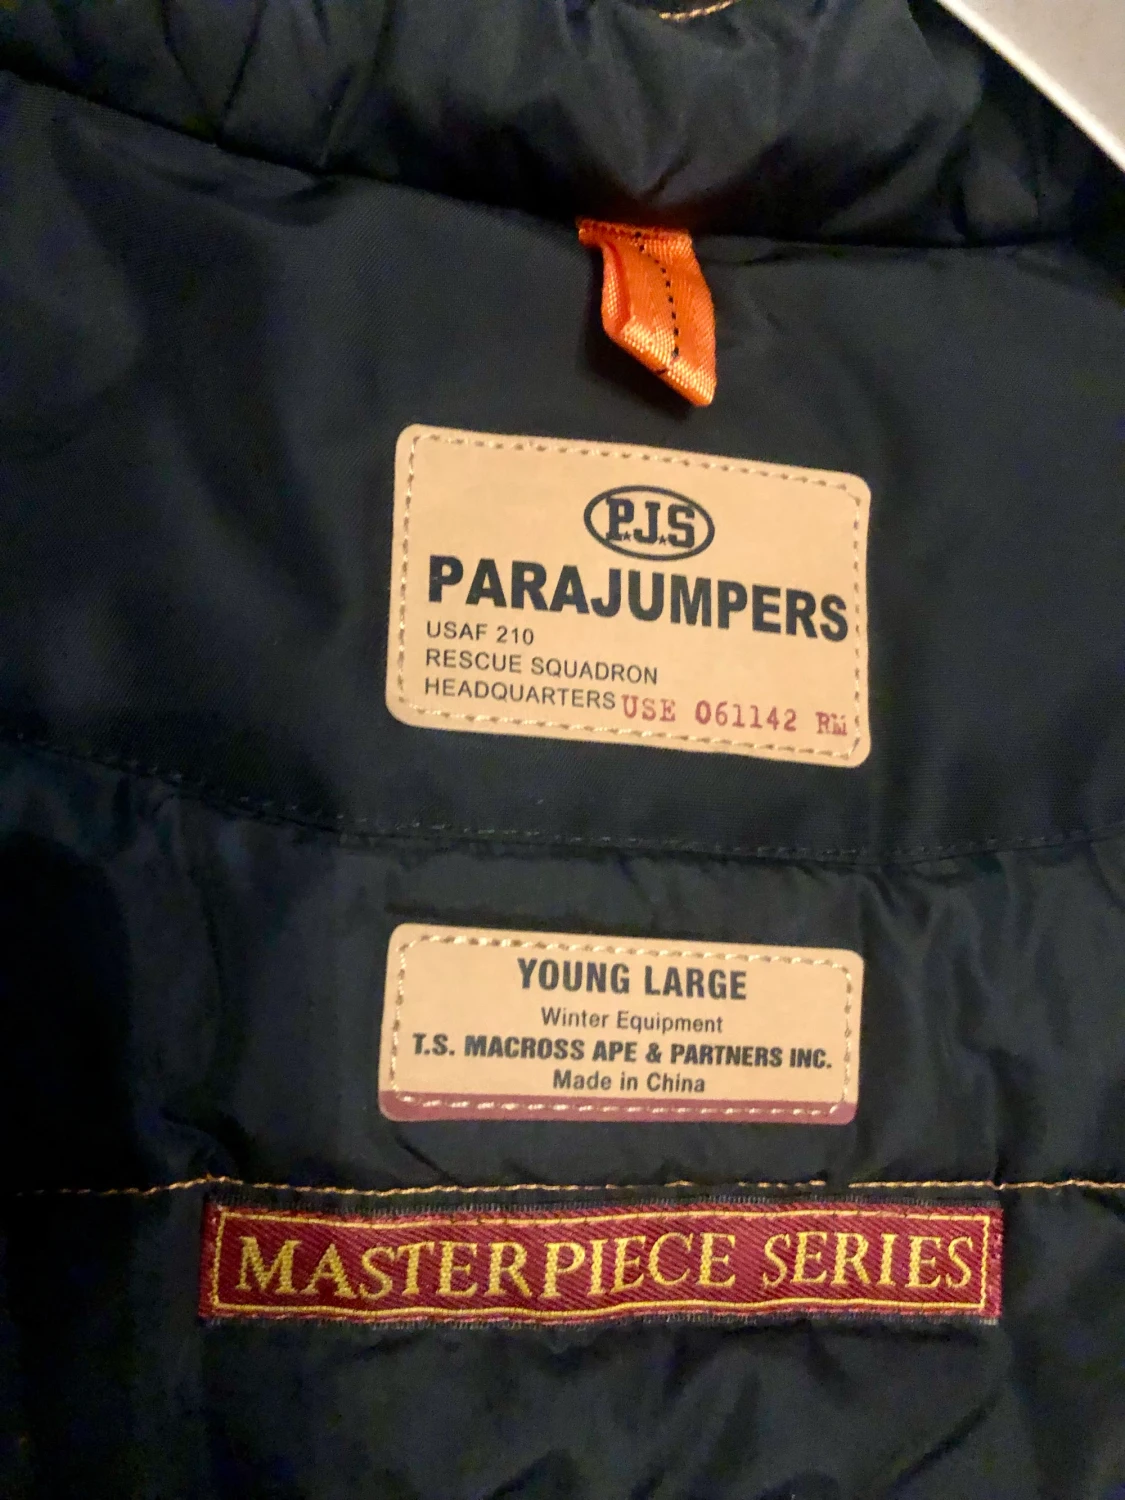 P.J.S
PARAJUMPERS
USAF 210
RESCUE SQUADRON
HEADQUARTERS USE 061142 RM
YOUNG LARGE
Winter Equipment
T.S. MACROSS APE & PARTNERS INC.
Made in China
MASTERPIECE SERIES